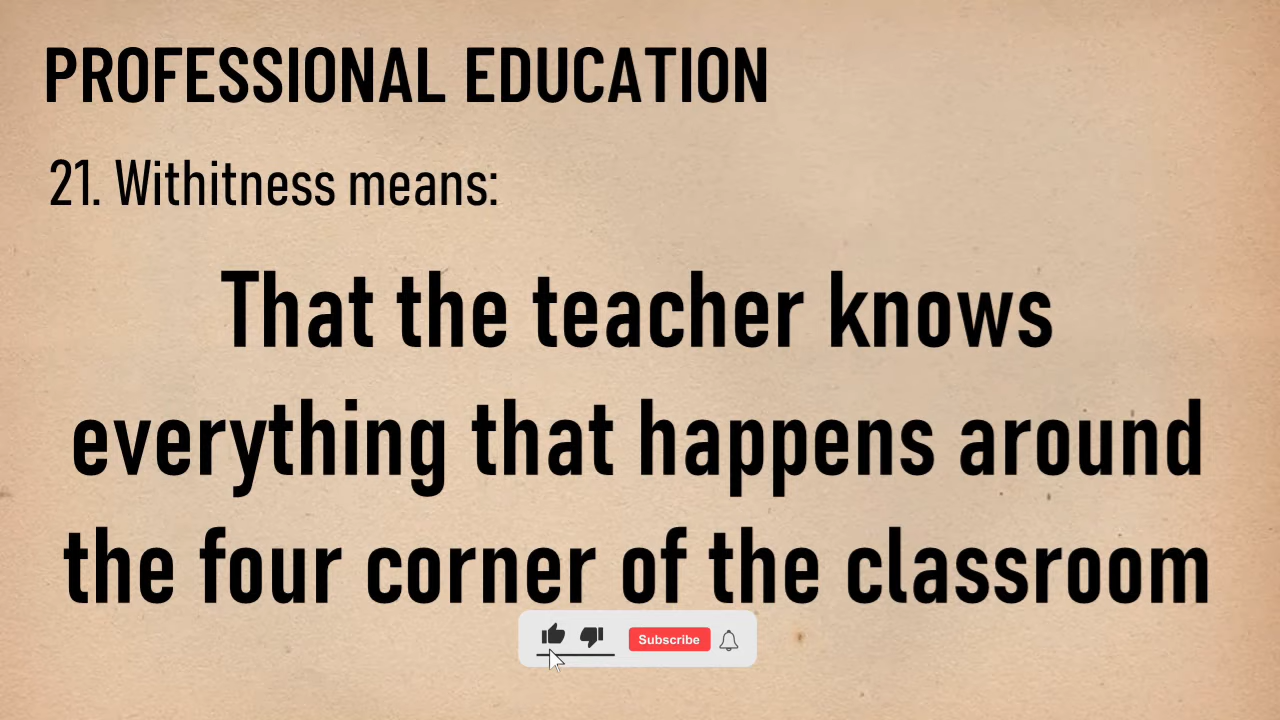 PROFESSIONAL EDUCATION
21. Withitness means:
That the teacher knows
everything that happens around
the four corner of the classroom
Subscribe